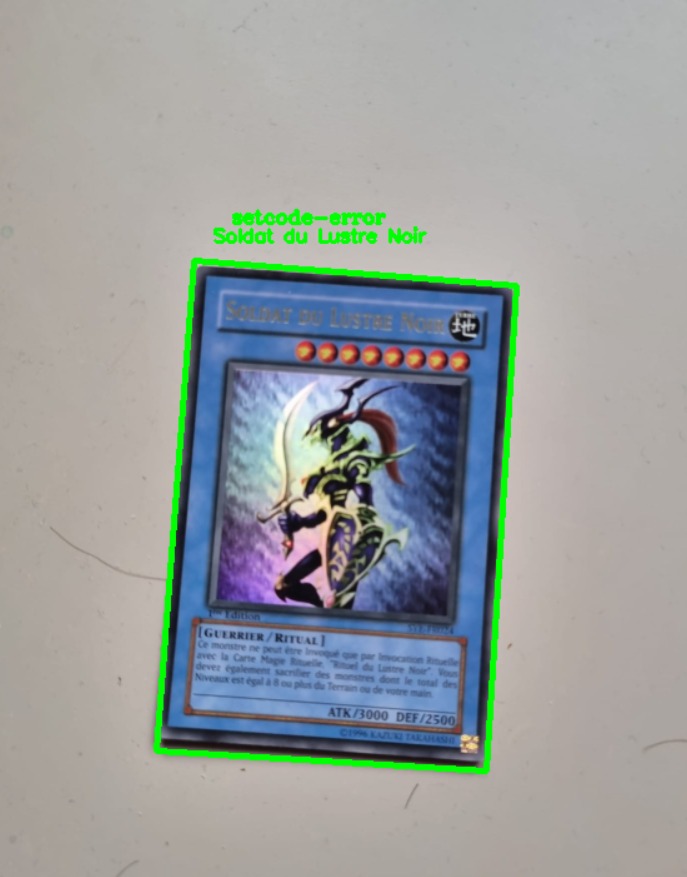 setcode-error
Soldat du Lustre Noir
SOLDAT DU LUSTRE NOIR
TERRE
地
1ère Edition
[GUERRIER/RITUAL]
Ce monstre ne peut être Invoqué que par Invocation Rituelle
avec la Carte Magie Rituelle, "Rituel du Lustre Noir". Vous
devez également sacrifier des monstres dont le total des
Niveaux est égal à 8 ou plus du Terrain ou de votre main.
ATK/3000 DEF/2500
©1996 KAZUKI TAKAHASHI